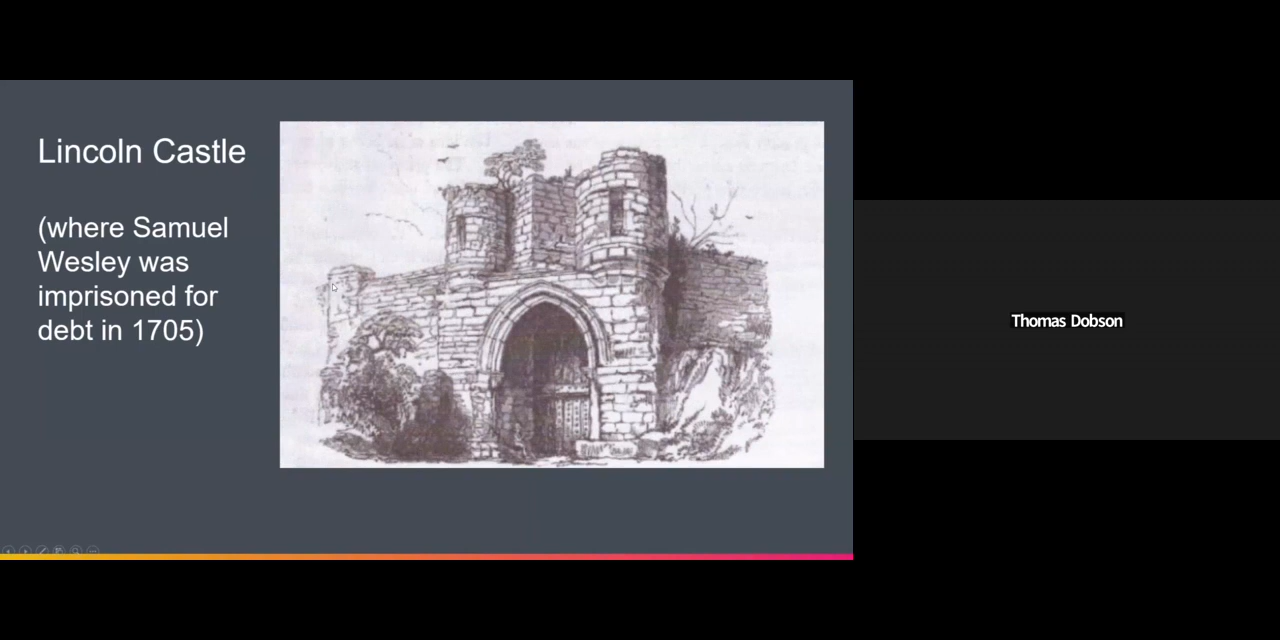 Lincoln Castle
(where Samuel
Wesley was
imprisoned for
debt in 1705)
Thomas Dobson